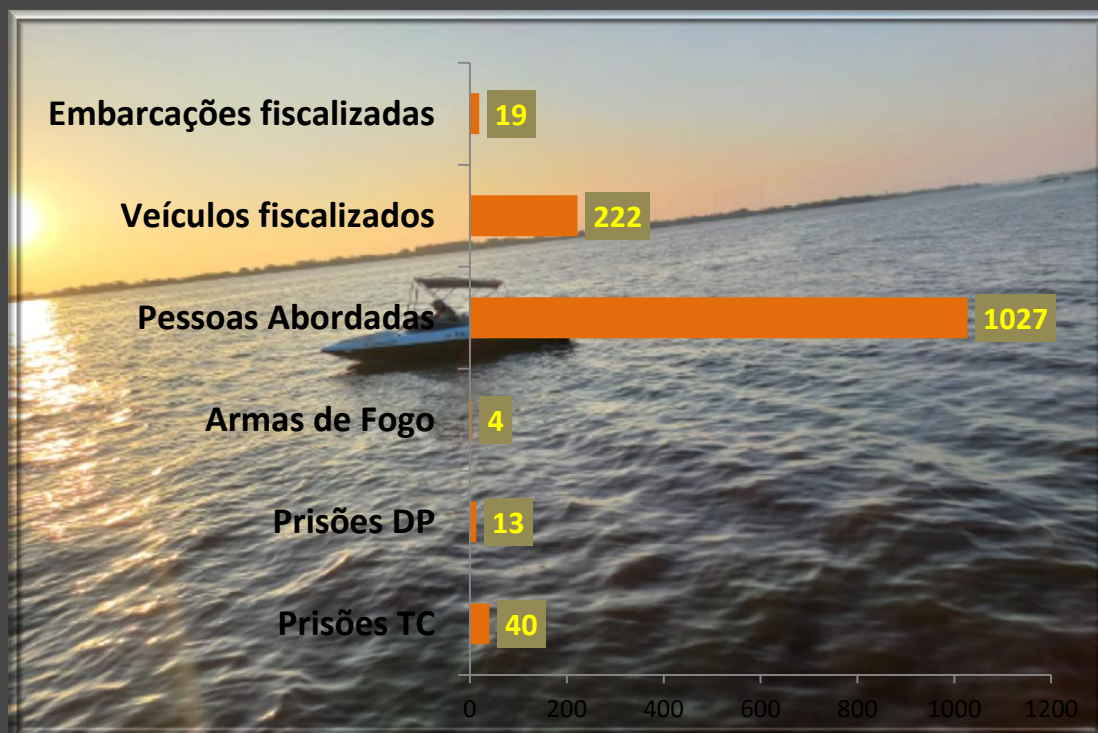 Embarcações fiscalizadas 19
Veículos fiscalizados 222
Pessoas Abordadas 1027
Armas de Fogo 4
Prisões DP 13
Prisões TC 40
0 200 400 600 800 1000 1200